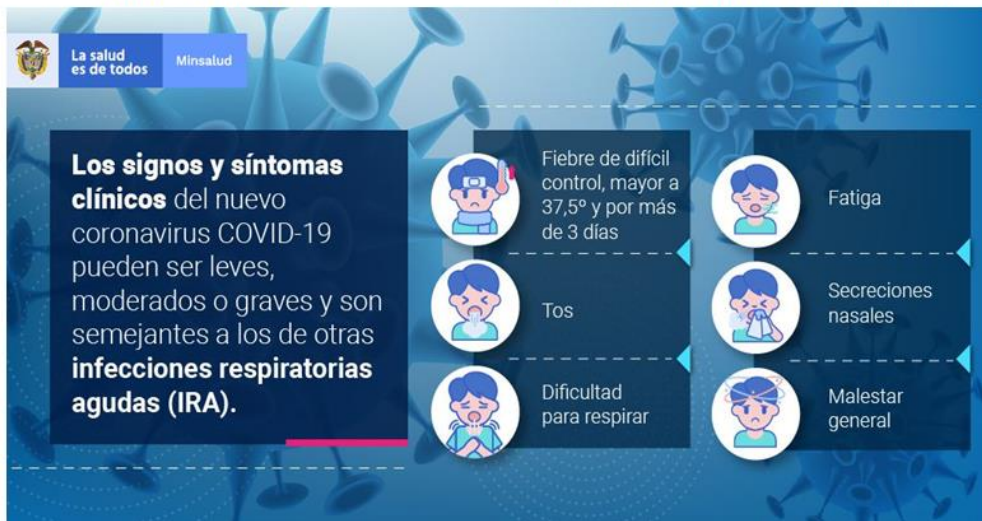 La salud
es de todos
Minsalud
Los signos y síntomas
clínicos del nuevo
coronavirus COVID-19
pueden ser leves,
moderados o graves y son
semejantes a los de otras
infecciones respiratorias
agudas (IRA).
Fiebre de difícil
control, mayor a
37,5º y por más
de 3 días
Tos
Dificultad
para respirar
Fatiga
Secreciones
nasales
Malestar
general